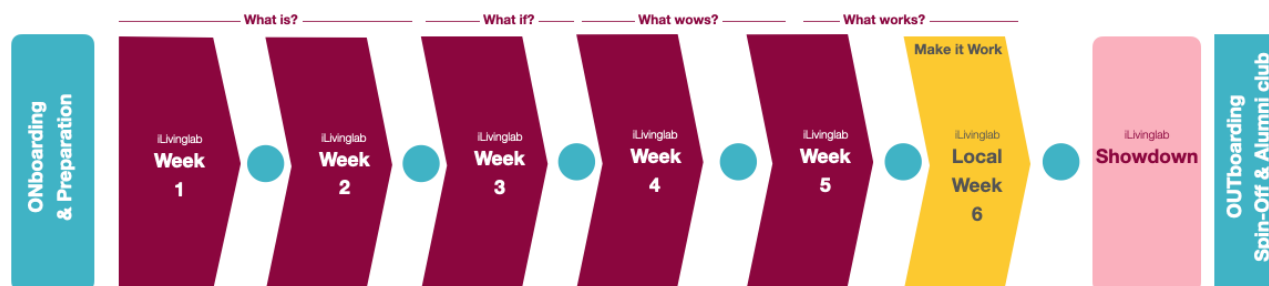 What is?
What if?
What wows?
What works?
ONboarding
& Preparation
iLivinglab
Week
1
iLivinglab
Week
2
iLivinglab
Week
3
iLivinglab
Week
4
iLivinglab
Week
5
Make it Work
iLivinglab
Local
Week
6
iLivinglab
Showdown
OUTboarding
Spin-Off & Alumni club